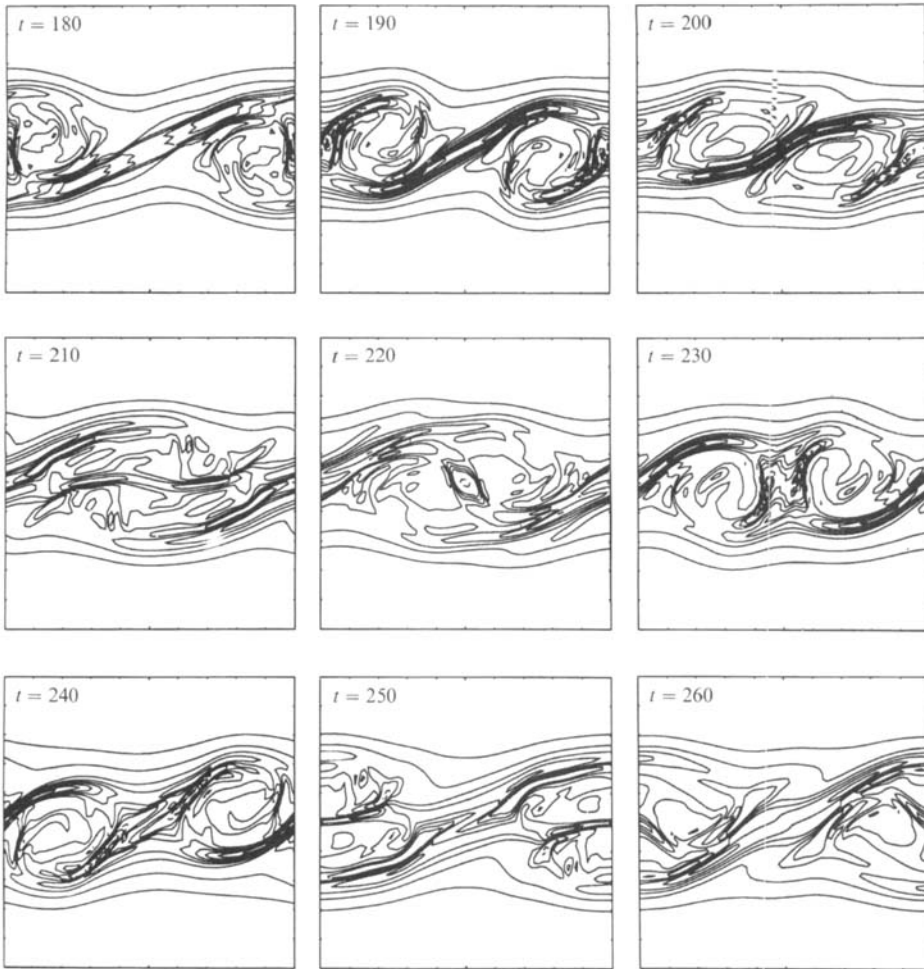 t = 180
t = 190
t = 200
t = 210
t = 220
t = 230
t = 240
t = 250
t = 260